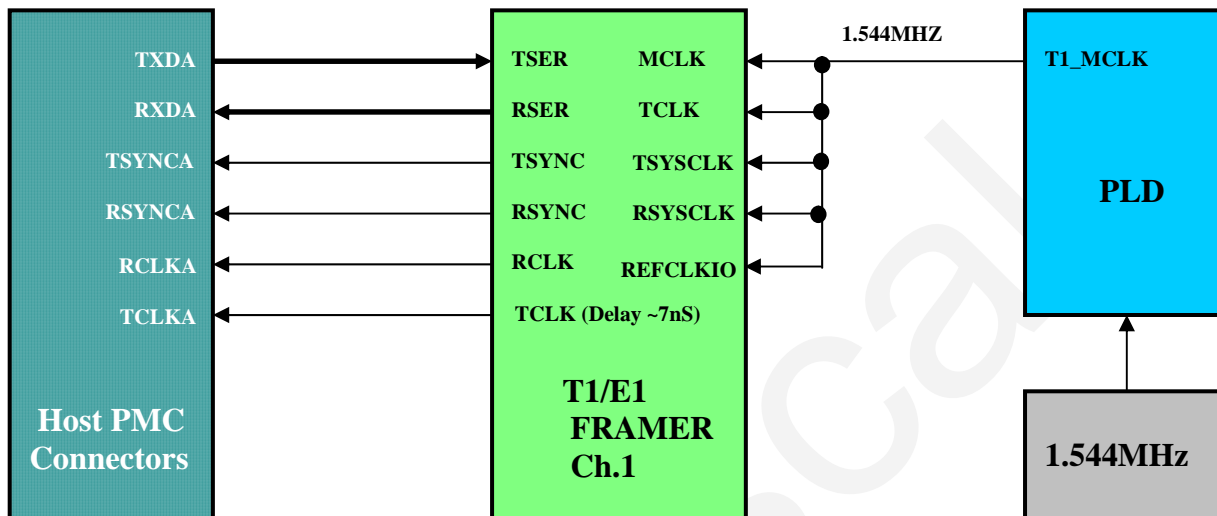 1.544MHZ
TXDA
TSER
MCLK
T1_MCLK
RXDA
RSER
TCLK
TSYNCA
TSYNC
TSYSCLK
RSYNCA
RSYNC
RSYSCLK
PLD
RCLKA
RCLK
REFCLKIO
TCLKA
TCLK (Delay ~7nS)
Host PMC
Connectors
T1/E1
FRAMER
Ch.1
1.544MHz